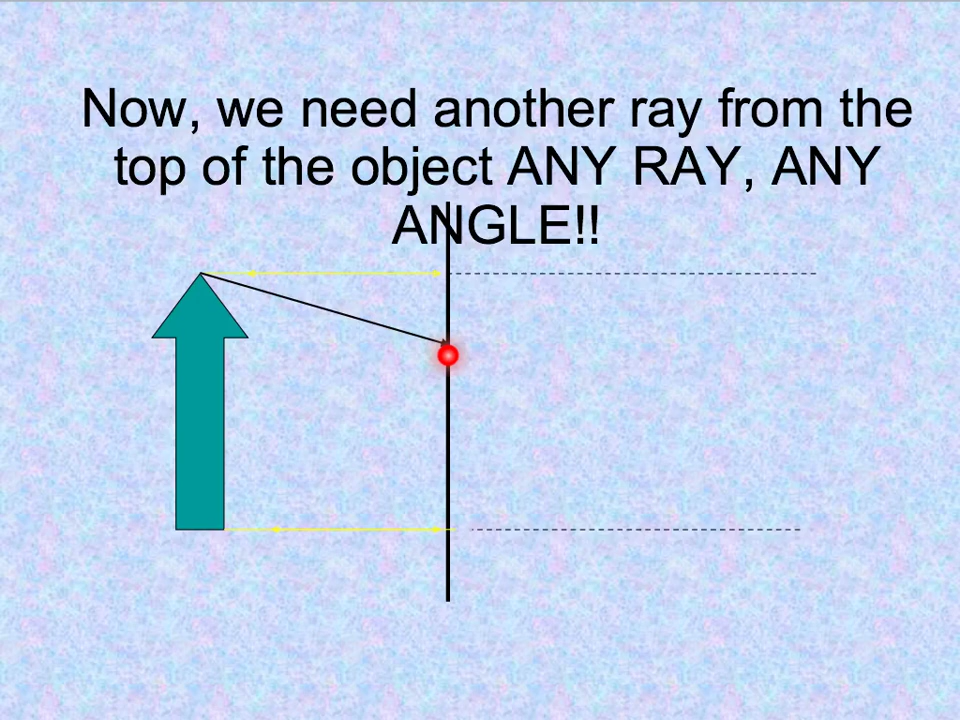 Now, we need another ray from the
top of the object ANY RAY, ANY
ANGLE!!